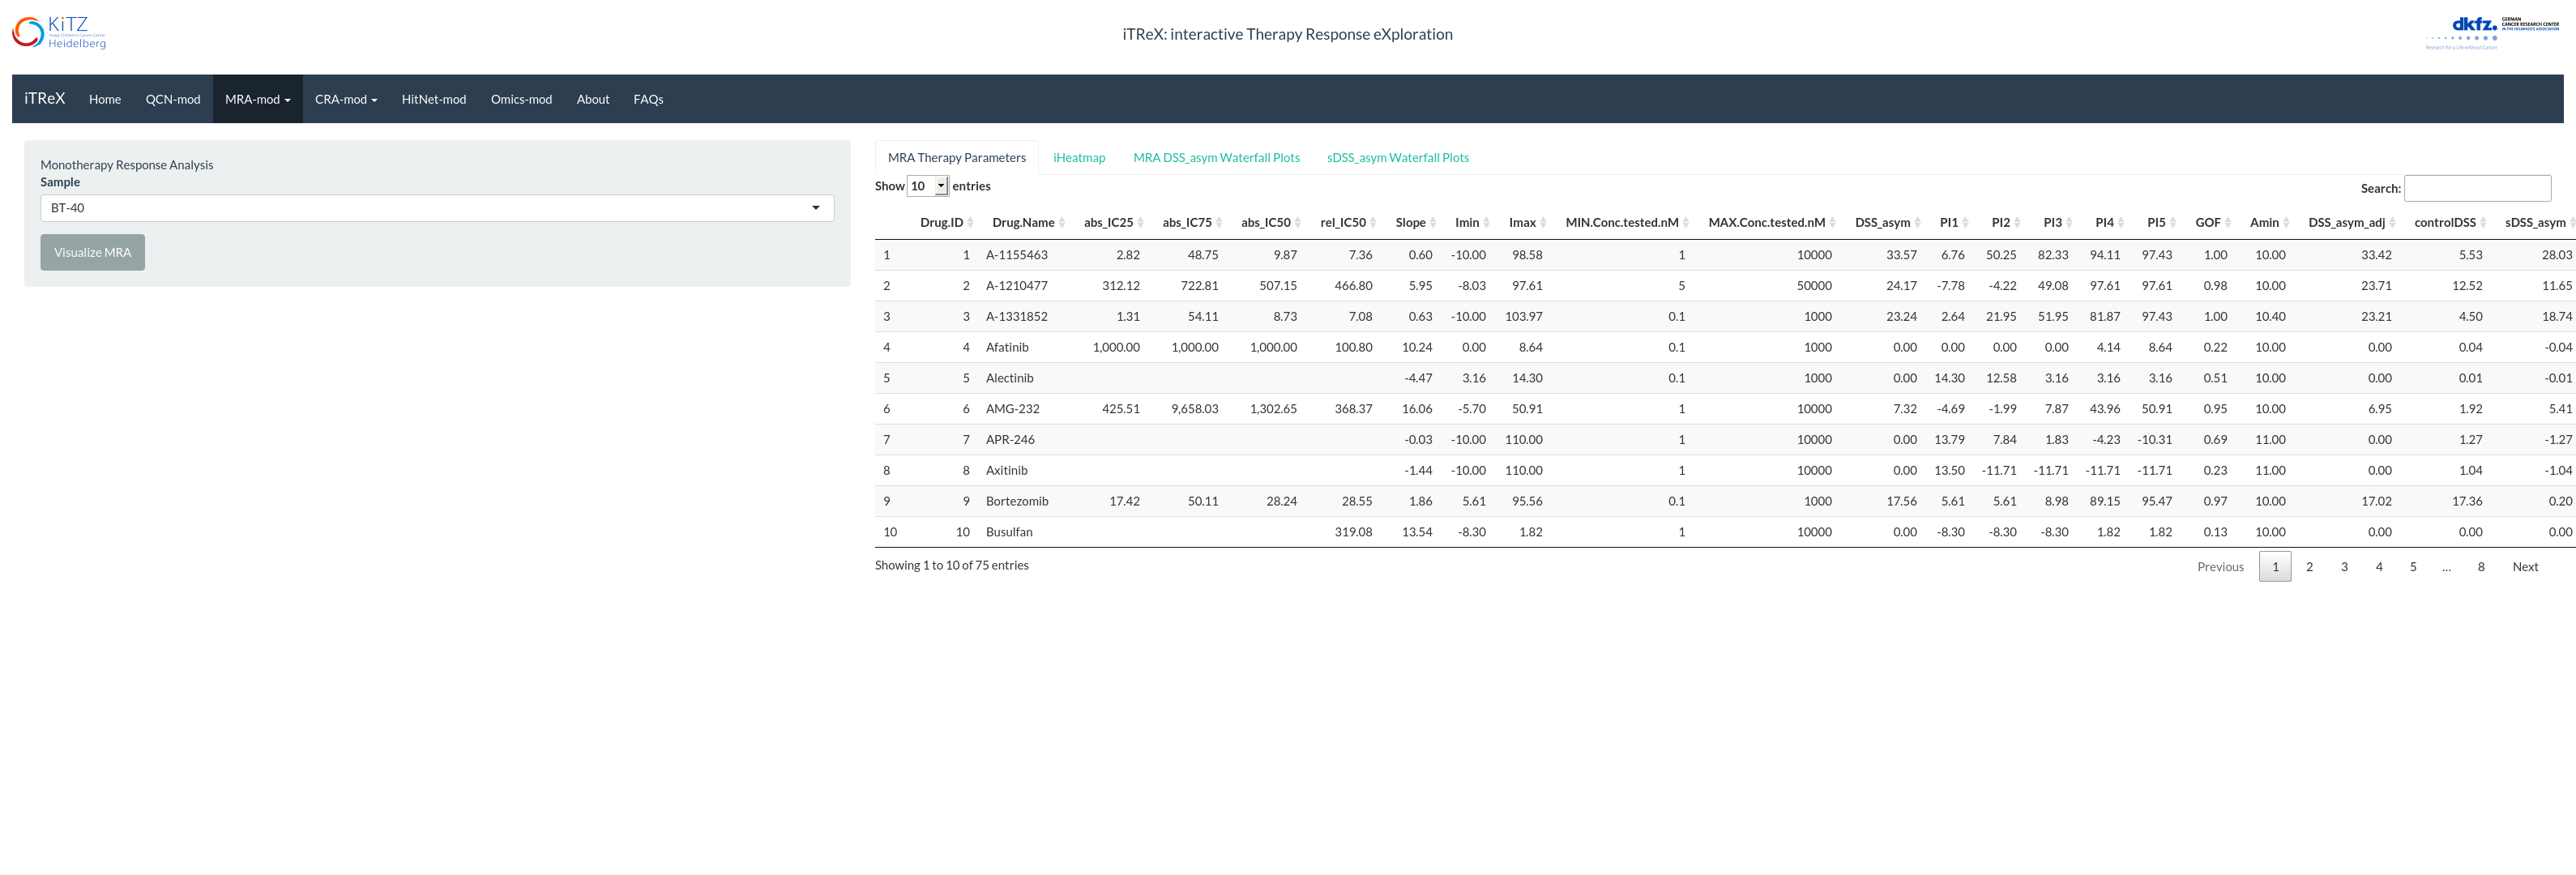 KiTZ
Heidelberg
iTReX: interactive Therapy Response eXploration
dkfz. GERMAN
CANCER RESEARCH CENTER
IN THE HELMHOLTZ ASSOCIATION
Research for a Life without Cancer
iTReX Home QCN-mod MRA-mod CRA-mod HitNet-mod Omics-mod About FAQs
Monotherapy Response Analysis
Sample
BT-40
Visualize MRA
MRA Therapy Parameters iHeatmap MRA DSS_asym Waterfall Plots sDSS_asym Waterfall Plots
Show 10 entries Search:
Drug.ID Drug.Name abs_IC25 abs_IC75 abs_IC50 rel_IC50 Slope Imin Imax MIN.Conc.tested.nM MAX.Conc.tested.nM DSS_asym PI1 PI2 PI3 PI4 PI5 GOF Amin DSS_asym_adj controlDSS sDSS_asym
1 1 A-1155463 2.82 48.75 9.87 7.36 0.60 -10.00 98.58 1 10000 33.57 6.76 50.25 82.33 94.11 97.43 1.00 10.00 33.42 5.53 28.03
2 2 A-1210477 312.12 722.81 507.15 466.80 5.95 -8.03 97.61 5 50000 24.17 -7.78 -4.22 49.08 97.61 97.61 0.98 10.00 23.71 12.52 11.65
3 3 A-1331852 1.31 54.11 8.73 7.08 0.63 -10.00 103.97 0.1 1000 23.24 2.64 21.95 51.95 81.87 97.43 1.00 10.40 23.21 4.50 18.74
4 4 Afatinib 1,000.00 1,000.00 1,000.00 100.80 10.24 0.00 8.64 0.1 1000 0.00 0.00 0.00 0.00 4.14 8.64 0.22 10.00 0.00 0.04 -0.04
5 5 Alectinib -4.47 3.16 14.30 0.1 1000 0.00 14.30 12.58 3.16 3.16 3.16 0.51 10.00 0.00 0.01 -0.01
6 6 AMG-232 425.51 9,658.03 1,302.65 368.37 16.06 -5.70 50.91 1 10000 7.32 -4.69 -1.99 7.87 43.96 50.91 0.95 10.00 6.95 1.92 5.41
7 7 APR-246 -0.03 -10.00 110.00 1 10000 0.00 13.79 7.84 1.83 -4.23 -10.31 0.69 11.00 0.00 1.27 -1.27
8 8 Axitinib -1.44 -10.00 110.00 1 10000 0.00 13.50 -11.71 -11.71 -11.71 -11.71 0.23 11.00 0.00 1.04 -1.04
9 9 Bortezomib 17.42 50.11 28.24 28.55 1.86 5.61 95.56 0.1 1000 17.56 5.61 5.61 8.98 89.15 95.47 0.97 10.00 17.02 17.36 0.20
10 10 Busulfan 319.08 13.54 -8.30 1.82 1 10000 0.00 -8.30 -8.30 -8.30 1.82 1.82 0.13 10.00 0.00 0.00 0.00
Showing 1 to 10 of 75 entries Previous 1 2 3 4 5 … 8 Next